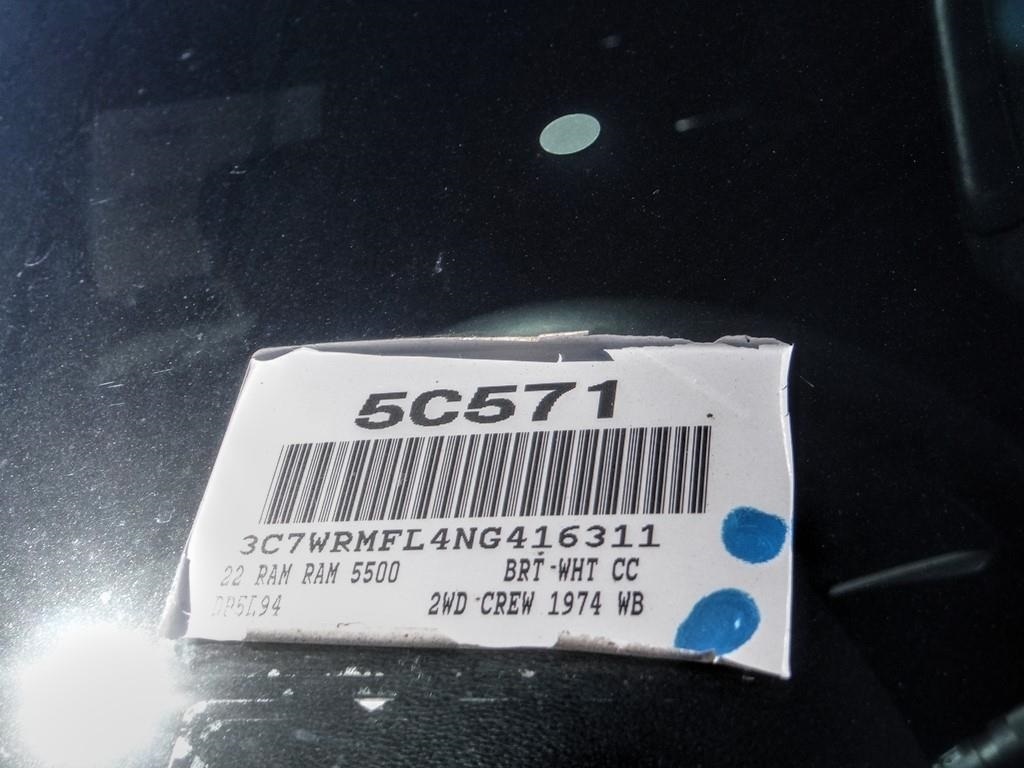 5C571
3C7WRMFL4NG416311
22 RAM RAM 5500 BRT-WHT CC
DP5L94 2WD-CREW 1974 WB